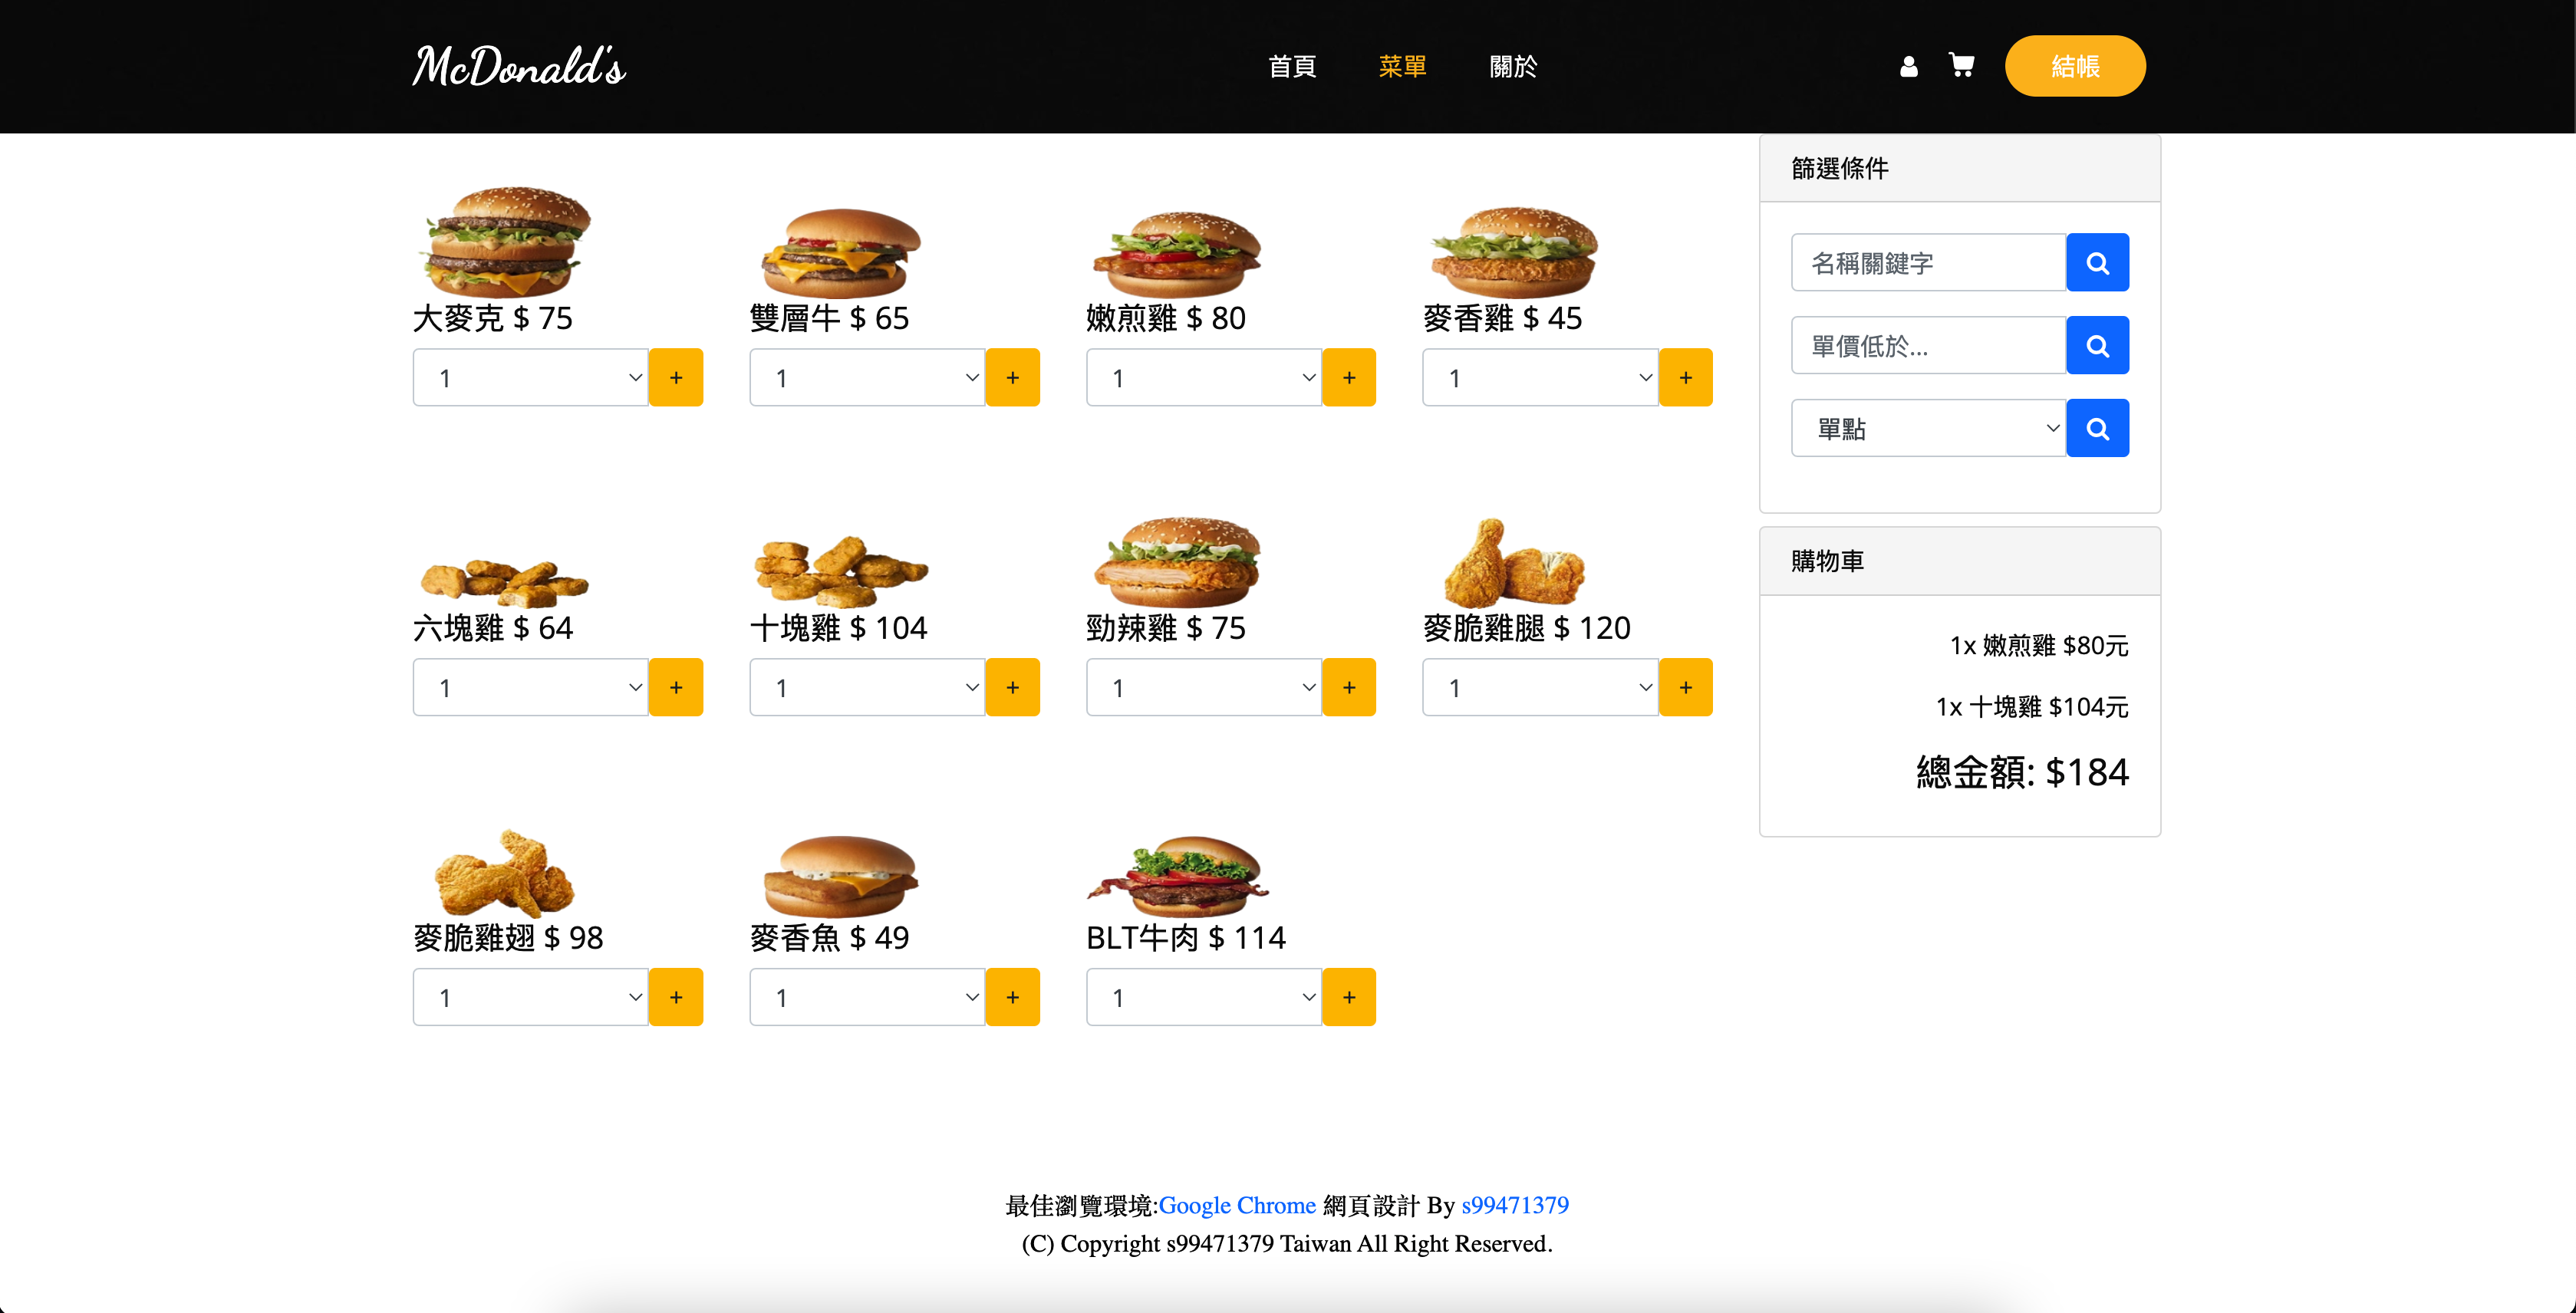 McDonald's
首頁 菜單 關於
結帳
大麥克 $ 75
1 +
雙層牛 $ 65
1 +
嫩煎雞 $ 80
1 +
麥香雞 $ 45
1 +
六塊雞 $ 64
1 +
十塊雞 $ 104
1 +
勁辣雞 $ 75
1 +
麥脆雞腿 $ 120
1 +
麥脆雞翅 $ 98
1 +
麥香魚 $ 49
1 +
BLT牛肉 $ 114
1 +
篩選條件
名稱關鍵字
單價低於...
單點
購物車
1x 嫩煎雞 $80元
1x 十塊雞 $104元
總金額: $184
最佳瀏覽環境:Google Chrome 網頁設計 By s99471379
(C) Copyright s99471379 Taiwan All Right Reserved.